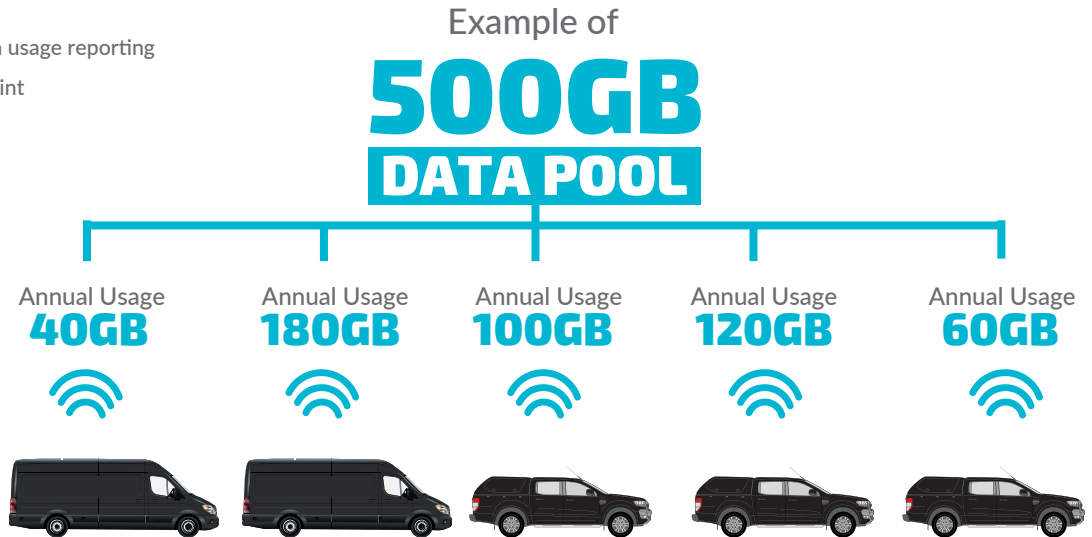 Example of
usage reporting
500GB
DATA POOL
Annual Usage
40GB
Annual Usage
180GB
Annual Usage
100GB
Annual Usage
120GB
Annual Usage
60GB